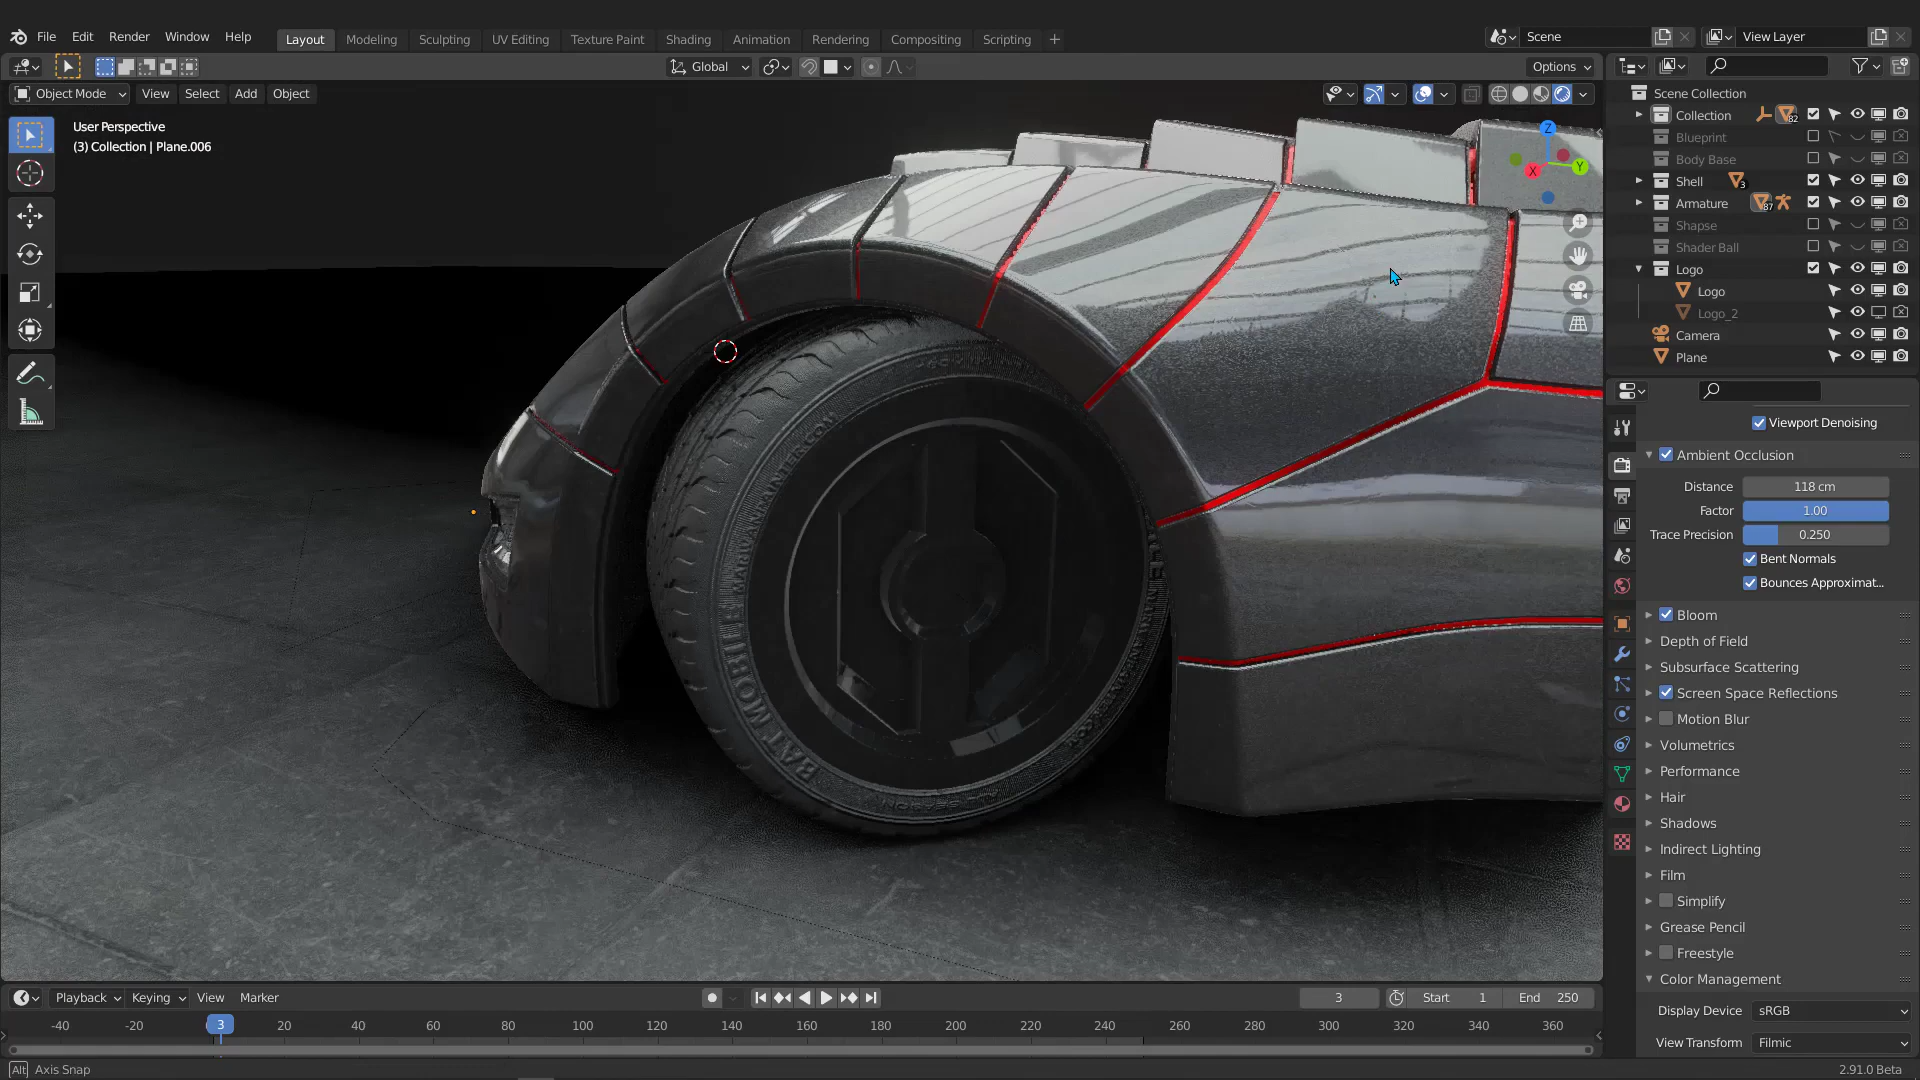 File Edit Render Window Help Layout Modeling Sculpting UV Editing Texture Paint Shading Animation Rendering Compositing Scripting + Scene View Layer
Global Options
Object Mode View Select Add Object
User Perspective
(3) Collection | Plane.006
Z
Y
X
Scene Collection
Collection 82
Blueprint
Body Base
Shell 3
Armature 87
Shapse
Shader Ball
Logo
Logo
Logo_2
Camera
Plane
Viewport Denoising
Ambient Occlusion
Distance 118 cm
Factor 1.00
Trace Precision 0.250
Bent Normals
Bounces Approximat...
Bloom
Depth of Field
Subsurface Scattering
Screen Space Reflections
Motion Blur
Volumetrics
Performance
Hair
Shadows
Indirect Lighting
Film
Simplify
Grease Pencil
Freestyle
Color Management
Display Device sRGB
View Transform Filmic
BAT MOBILE
ALL SEASON
Playback Keying View Marker 3 Start 1 End 250
-40 -20 3 20 40 60 80 100 120 140 160 180 200 220 240 260 280 300 320 340 360
Alt Axis Snap 2.91.0 Beta